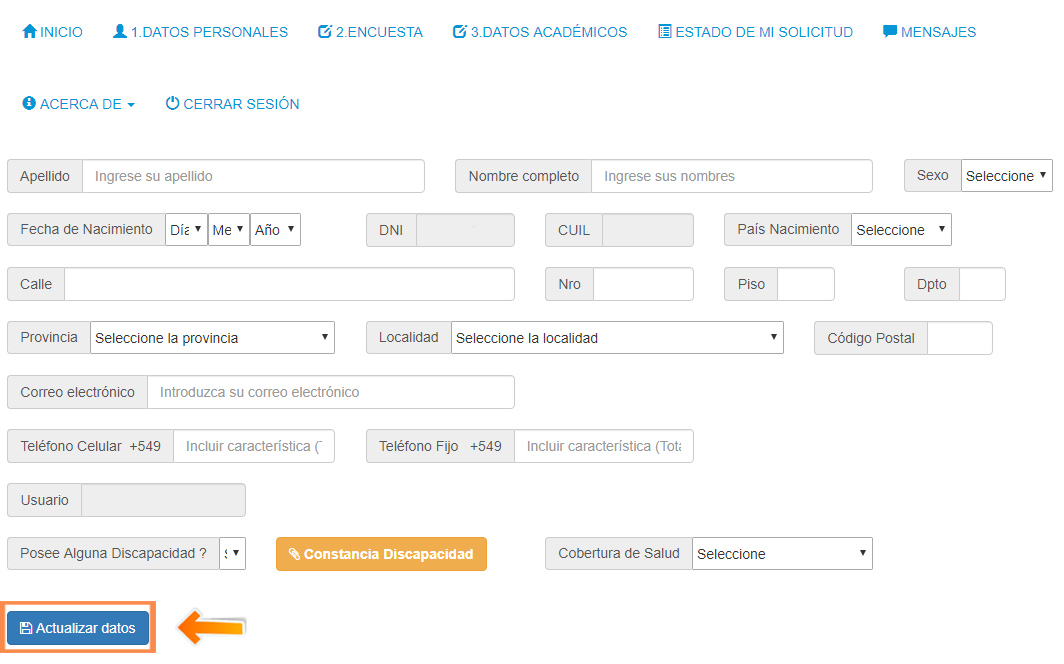 INICIO 1.DATOS PERSONALES 2.ENCUESTA 3.DATOS ACADÉMICOS ESTADO DE MI SOLICITUD MENSAJES
ACERCA DE CERRAR SESIÓN
Apellido Ingrese su apellido Nombre completo Ingrese sus nombres Sexo Seleccione
Fecha de Nacimiento Día Me Año DNI CUIL País Nacimiento Seleccione
Calle Nro Piso Dpto
Provincia Seleccione la provincia Localidad Seleccione la localidad Código Postal
Correo electrónico Introduzca su correo electrónico
Teléfono Celular +549 Incluir característica ( Teléfono Fijo +549 Incluir característica (Tota
Usuario
Posee Alguna Discapacidad ? Constancia Discapacidad Cobertura de Salud Seleccione
Actualizar datos